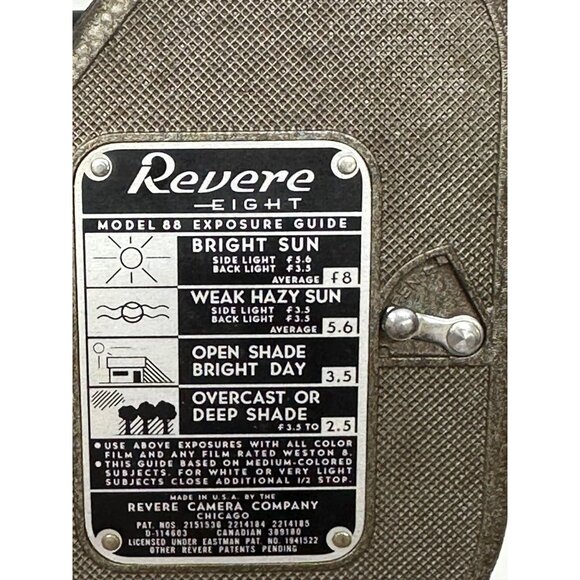 Revere
EIGHT
MODEL 88 EXPOSURE GUIDE
BRIGHT SUN
SIDE LIGHT f5.6
BACK LIGHT f3.5
AVERAGE f8
WEAK HAZY SUN
SIDE LIGHT f3.5
BACK LIGHT f3.5
AVERAGE 5.6
OPEN SHADE
BRIGHT DAY 3.5
OVERCAST OR
DEEP SHADE
f3.5 TO 2.5
• USE ABOVE EXPOSURES WITH ALL COLOR
FILM AND ANY FILM RATED WESTON 8.
• THIS GUIDE BASED ON MEDIUM-COLORED
SUBJECTS. FOR WHITE OR VERY LIGHT
SUBJECTS CLOSE ADDITIONAL 1/2 STOP.
MADE IN U.S.A. BY THE
REVERE CAMERA COMPANY
CHICAGO
PAT. NOS 2151536 2214184 2214185
D-114603 CANADIAN 389180
LICENSED UNDER EASTMAN PAT. NO. 1941522
OTHER REVERE PATENTS PENDING